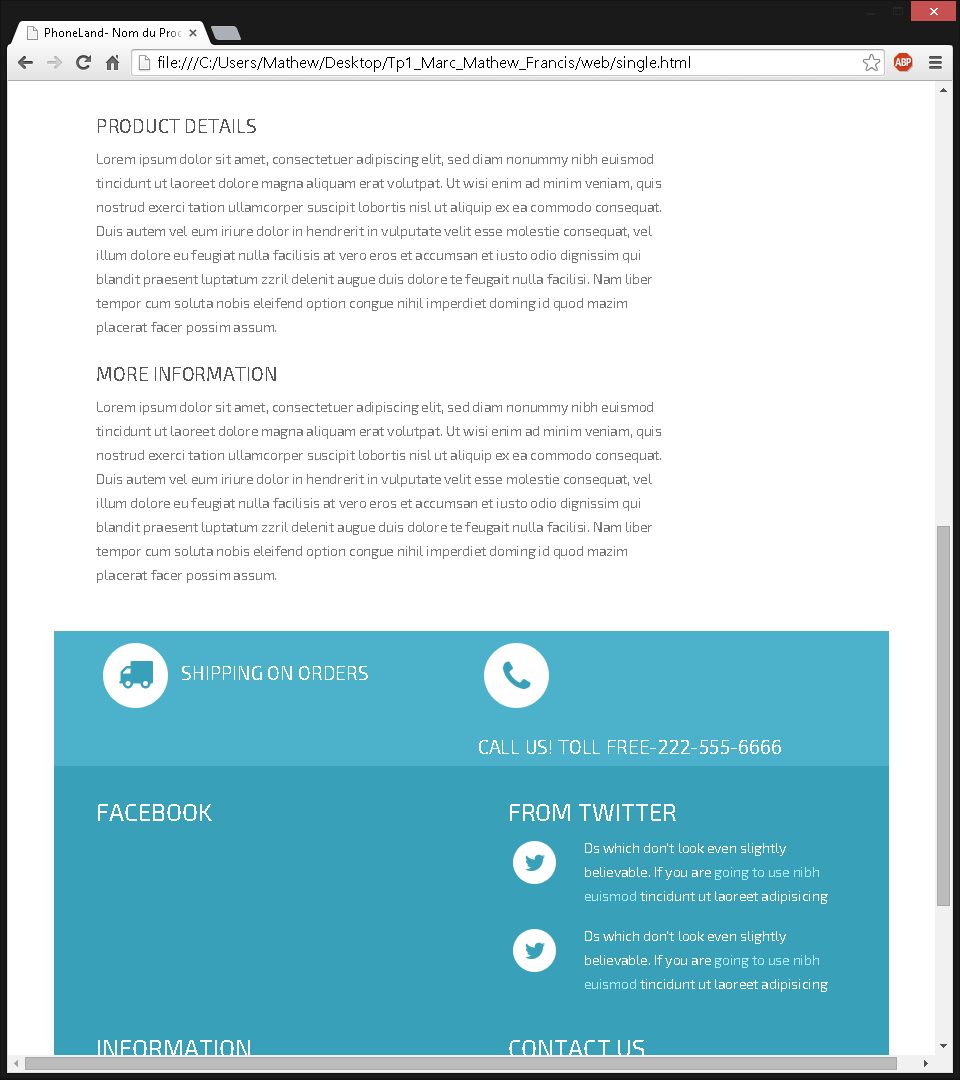 PhoneLand- Nom du Proc
file:///C:/Users/Mathew/Desktop/Tp1_Marc_Mathew_Francis/web/single.html
ABP
PRODUCT DETAILS
Lorem ipsum dolor sit amet, consectetuer adipiscing elit, sed diam nonummy nibh euismod
tincidunt ut laoreet dolore magna aliquam erat volutpat. Ut wisi enim ad minim veniam, quis
nostrud exerci tation ullamcorper suscipit lobortis nisl ut aliquip ex ea commodo consequat.
Duis autem vel eum iriure dolor in hendrerit in vulputate velit esse molestie consequat, vel
illum dolore eu feugiat nulla facilisis at vero eros et accumsan et iusto odio dignissim qui
blandit praesent luptatum zzril delenit augue duis dolore te feugait nulla facilisi. Nam liber
tempor cum soluta nobis eleifend option congue nihil imperdiet doming id quod mazim
placerat facer possim assum.
MORE INFORMATION
Lorem ipsum dolor sit amet, consectetuer adipiscing elit, sed diam nonummy nibh euismod
tincidunt ut laoreet dolore magna aliquam erat volutpat. Ut wisi enim ad minim veniam, quis
nostrud exerci tation ullamcorper suscipit lobortis nisl ut aliquip ex ea commodo consequat.
Duis autem vel eum iriure dolor in hendrerit in vulputate velit esse molestie consequat, vel
illum dolore eu feugiat nulla facilisis at vero eros et accumsan et iusto odio dignissim qui
blandit praesent luptatum zzril delenit augue duis dolore te feugait nulla facilisi. Nam liber
tempor cum soluta nobis eleifend option congue nihil imperdiet doming id quod mazim
placerat facer possim assum.
SHIPPING ON ORDERS
CALL US! TOLL FREE-222-555-6666
FACEBOOK
FROM TWITTER
Ds which don't look even slightly
believable. If you are going to use nibh
euismod tincidunt ut laoreet adipisicing
Ds which don't look even slightly
believable. If you are going to use nibh
euismod tincidunt ut laoreet adipisicing
INFORMATION
CONTACT US